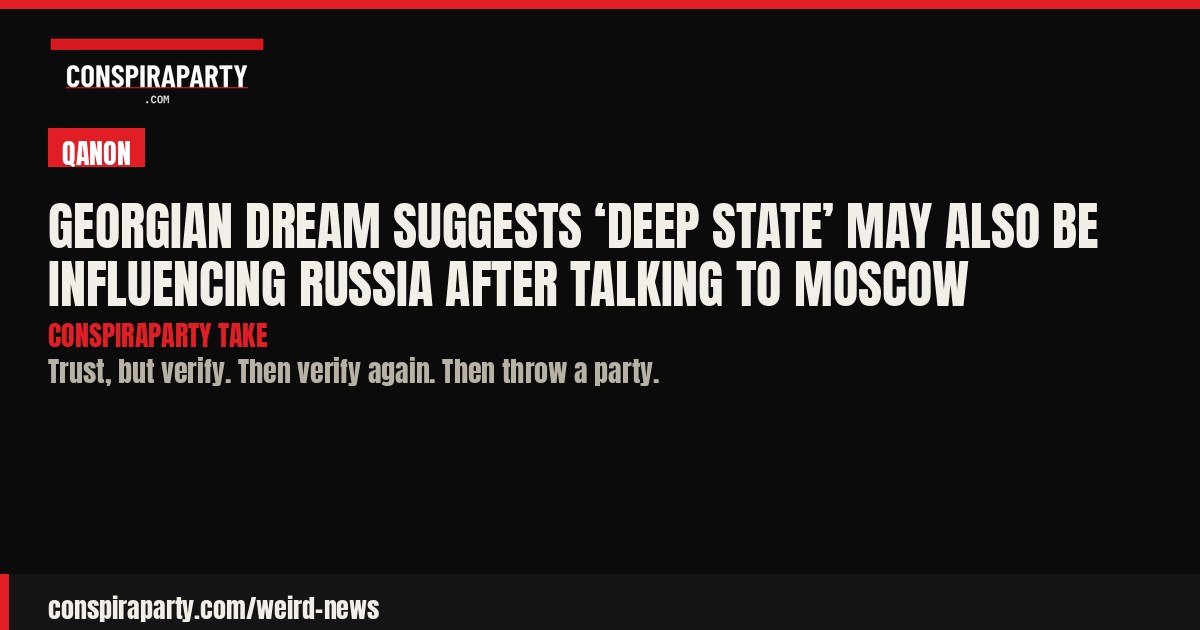 CONSPIRAPARTY
.COM
QANON
GEORGIAN DREAM SUGGESTS ‘DEEP STATE’ MAY ALSO BE
INFLUENCING RUSSIA AFTER TALKING TO MOSCOW
CONSPIRAPARTY TAKE
Trust, but verify. Then verify again. Then throw a party.
conspiraparty.com/weird-news